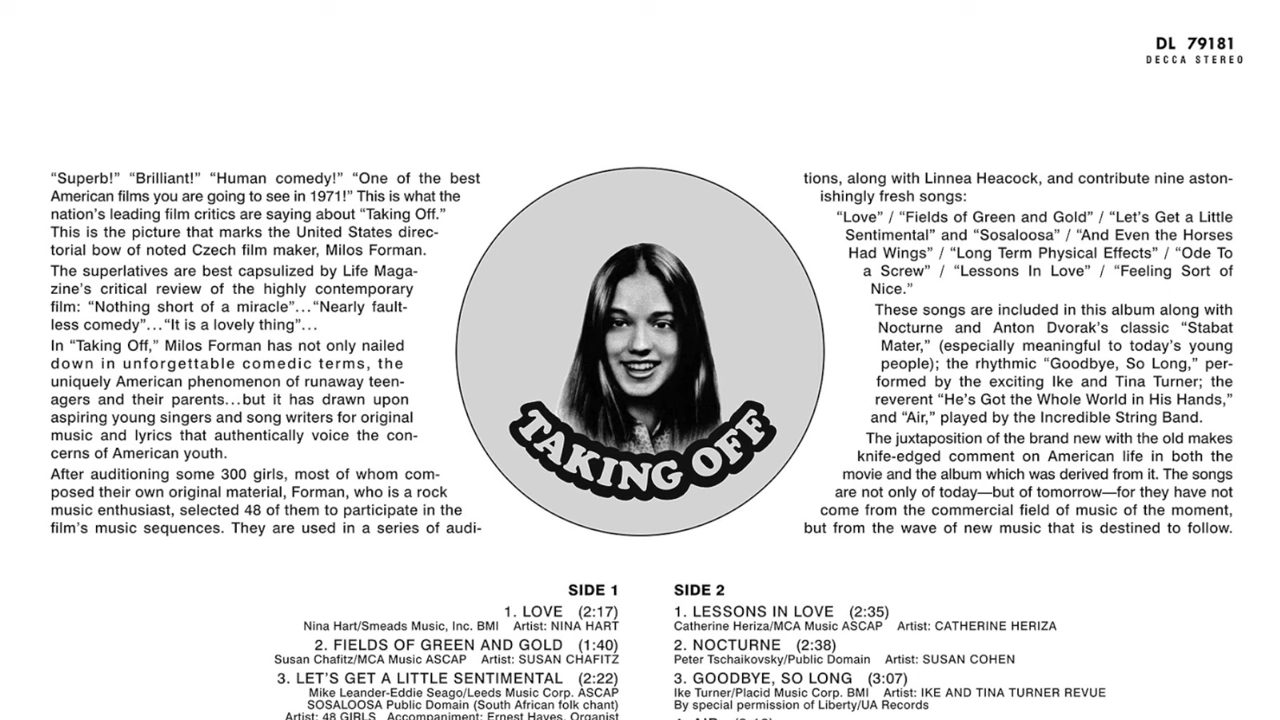 DL 79181
DECCA STEREO
“Superb!” “Brilliant!” “Human comedy!” “One of the best
American films you are going to see in 1971!” This is what the
nation’s leading film critics are saying about “Taking Off.”
This is the picture that marks the United States direc-
torial bow of noted Czech film maker, Milos Forman.
The superlatives are best capsulized by Life Maga-
zine’s critical review of the highly contemporary
film: “Nothing short of a miracle”...“Nearly fault-
less comedy”...“It is a lovely thing”...
In “Taking Off,” Milos Forman has not only nailed
down in unforgettable comedic terms, the
uniquely American phenomenon of runaway teen-
agers and their parents...but it has drawn upon
aspiring young singers and song writers for original
music and lyrics that authentically voice the con-
cerns of American youth.
After auditioning some 300 girls, most of whom com-
posed their own original material, Forman, who is a rock
music enthusiast, selected 48 of them to participate in the
film’s music sequences. They are used in a series of audi-
TAKING OFF
tions, along with Linnea Heacock, and contribute nine aston-
ishingly fresh songs:
“Love” / “Fields of Green and Gold” / “Let’s Get a Little
Sentimental” and “Sosaloosa” / “And Even the Horses
Had Wings” / “Long Term Physical Effects” / “Ode To
a Screw” / “Lessons In Love” / “Feeling Sort of
Nice.”
These songs are included in this album along with
Nocturne and Anton Dvorak’s classic “Stabat
Mater,” (especially meaningful to today’s young
people); the rhythmic “Goodbye, So Long,” per-
formed by the exciting Ike and Tina Turner; the
reverent “He’s Got the Whole World in His Hands,”
and “Air,” played by the Incredible String Band.
The juxtaposition of the brand new with the old makes
knife-edged comment on American life in both the
movie and the album which was derived from it. The songs
are not only of today—but of tomorrow—for they have not
come from the commercial field of music of the moment,
but from the wave of new music that is destined to follow.
SIDE 1
1. LOVE (2:17)
Nina Hart/Smeads Music, Inc. BMI Artist: NINA HART
2. FIELDS OF GREEN AND GOLD (1:40)
Susan Chafitz/MCA Music ASCAP Artist: SUSAN CHAFITZ
3. LET’S GET A LITTLE SENTIMENTAL (2:22)
Mike Leander-Eddie Seago/Leeds Music Corp. ASCAP
SOSALOOSA Public Domain (South African folk chant)
Artist: 48 GIRLS Accompaniment: Ernest Hayes, Organist
SIDE 2
1. LESSONS IN LOVE (2:35)
Catherine Heriza/MCA Music ASCAP Artist: CATHERINE HERIZA
2. NOCTURNE (2:38)
Peter Tschaikovsky/Public Domain Artist: SUSAN COHEN
3. GOODBYE, SO LONG (3:07)
Ike Turner/Placid Music Corp. BMI Artist: IKE AND TINA TURNER REVUE
By special permission of Liberty/UA Records